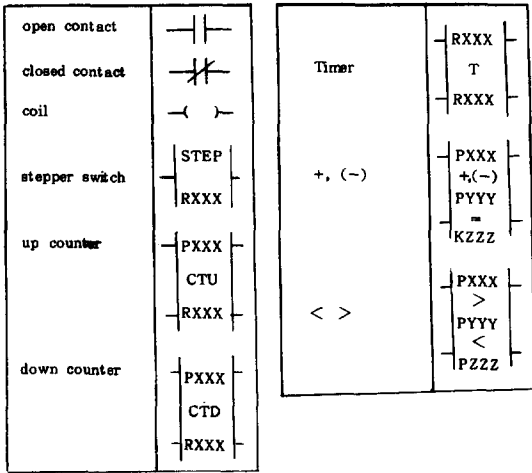 open contact
closed contact
coil
( )
stepper switch
STEP
RXXX
up counter
PXXX
CTU
RXXX
down counter
PXXX
CTD
RXXX
Timer
RXXX
T
RXXX
+, (-)
PXXX
+,(-)
PYYY
=
KZZZ
< >
PXXX
>
PYYY
<
PZZZ